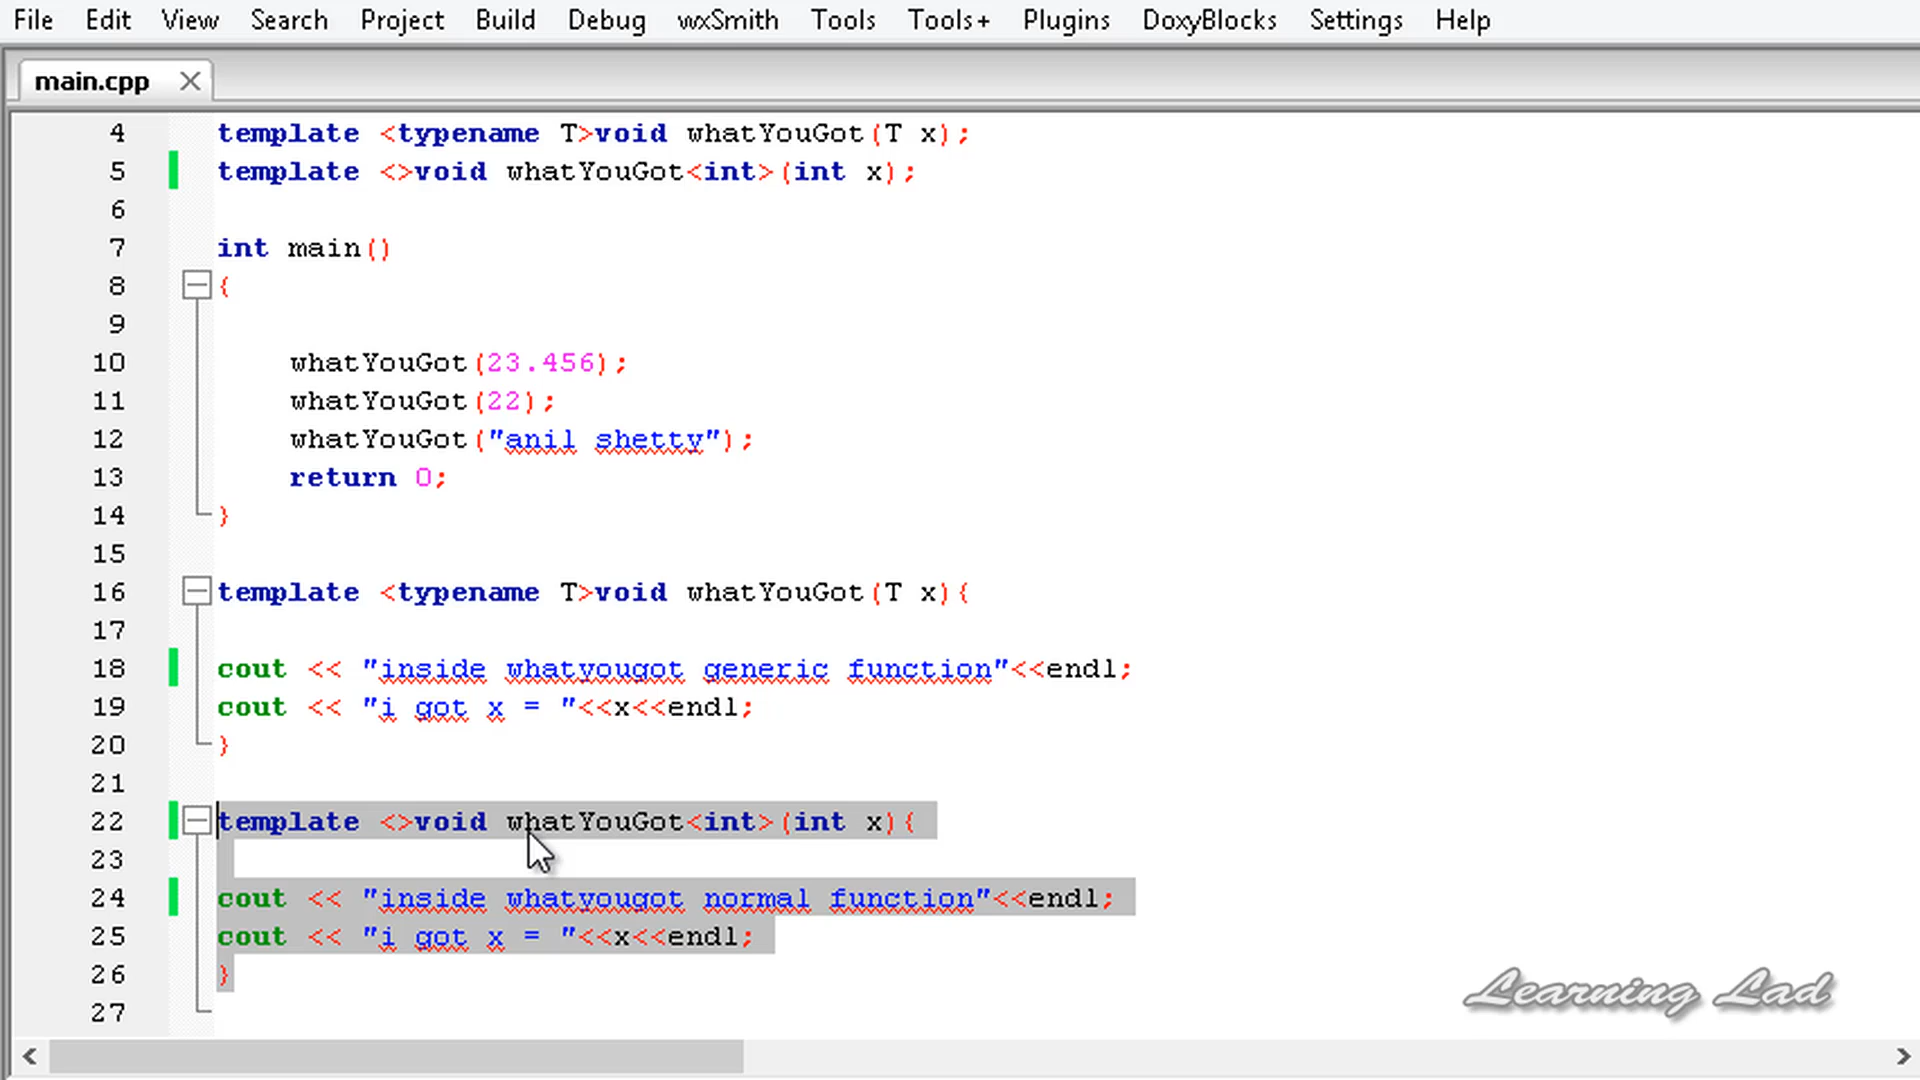 File Edit View Search Project Build Debug wxSmith Tools Tools+ Plugins DoxyBlocks Settings Help
main.cpp
4 template <typename T>void whatYouGot(T x);
5 template <>void whatYouGot<int>(int x);
6
7 int main()
8 {
9
10 whatYouGot(23.456);
11 whatYouGot(22);
12 whatYouGot("anil shetty");
13 return 0;
14 }
15
16 template <typename T>void whatYouGot(T x){
17
18 cout << "inside whatyougot generic function"<<endl;
19 cout << "i got x = "<<x<<endl;
20 }
21
22 template <>void whatYouGot<int>(int x){
23
24 cout << "inside whatyougot normal function"<<endl;
25 cout << "i got x = "<<x<<endl;
26 }
27
Learning Lad